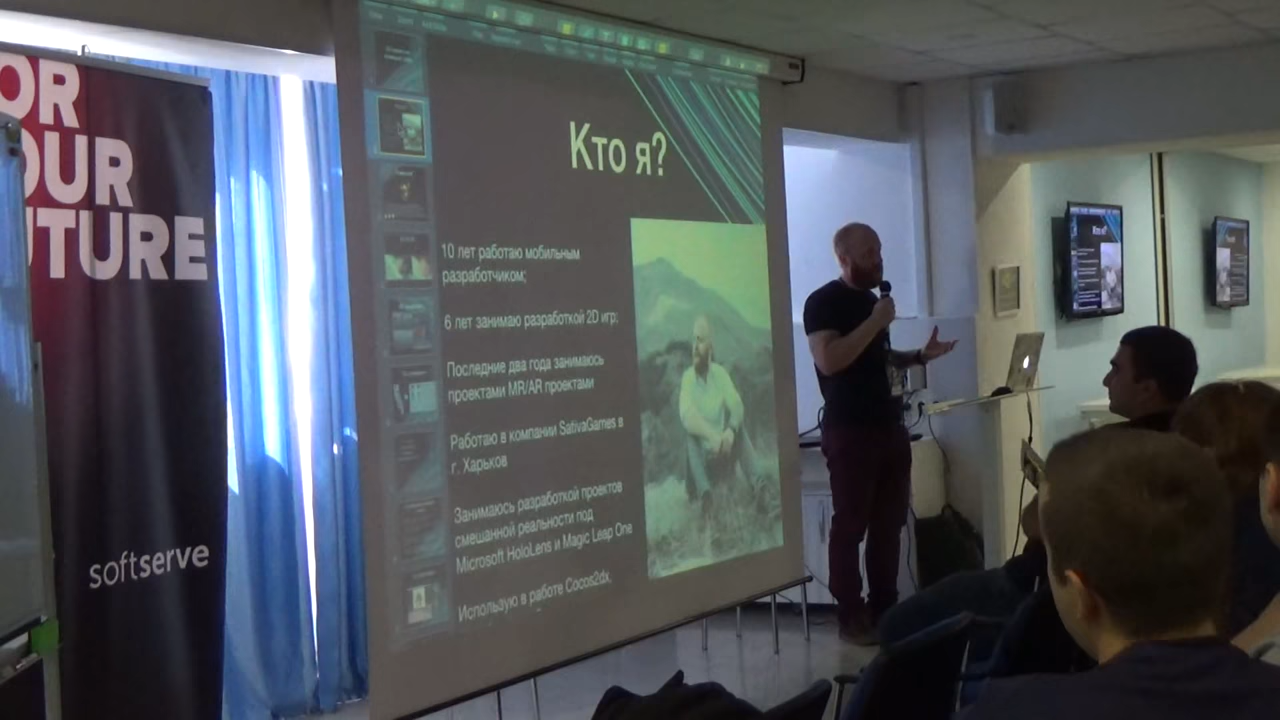 OR
OUR
UTURE
softserve
Кто я?
10 лет работаю мобильным
разработчиком;
6 лет занимаю разработкой 2D игр;
Последние два года занимаюсь
проектами MR/AR проектами
Работаю в компании SativaGames в
г. Харьков
Занимаюсь разработкой проектов
смешанной реальности под
Microsoft HoloLens и Magic Leap One
Использую в работе Cocos2dx,
Кто я?